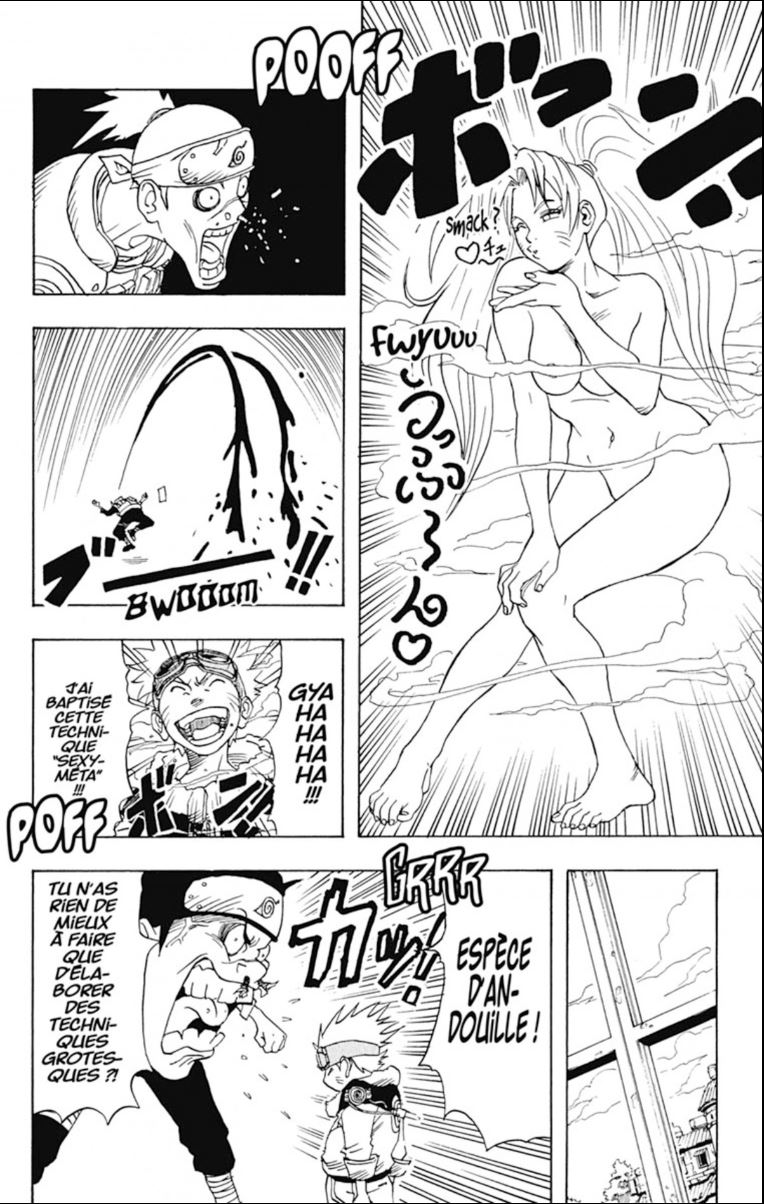 POOFF
ボンッ!!
smack?
♡チュ
FWYUUU
うっふ~ん♡
ブーッ!!
BWOOOM
GYA
HA
HA
HA
HA
!!!
J'AI
BAPTISÉ
CETTE
TECHNI-
QUE
"SEXY-
MÉTA"
!!!
ボンッ
POFF
GRRR
カッ!
ESPÈCE
D'AN-
DOUILLE !
TU N'AS
RIEN DE
MIEUX
À FAIRE
QUE
D'ÉLA-
BORER
DES
TECHNI-
QUES
GROTES-
QUES ?!